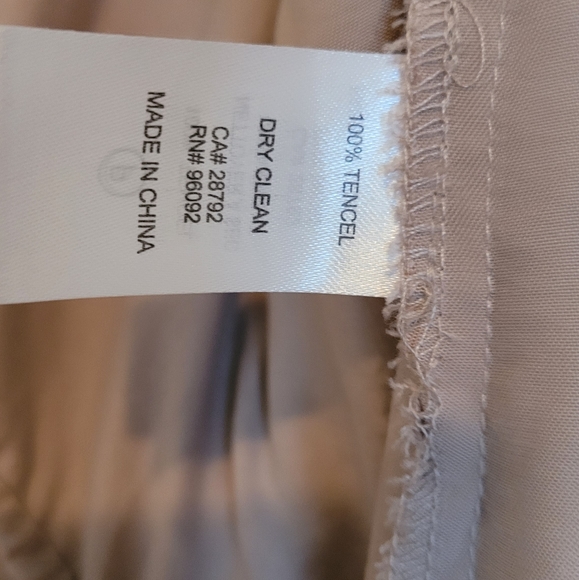 100% TENCEL
DRY CLEAN
CA# 28792
RN# 96092
MADE IN CHINA